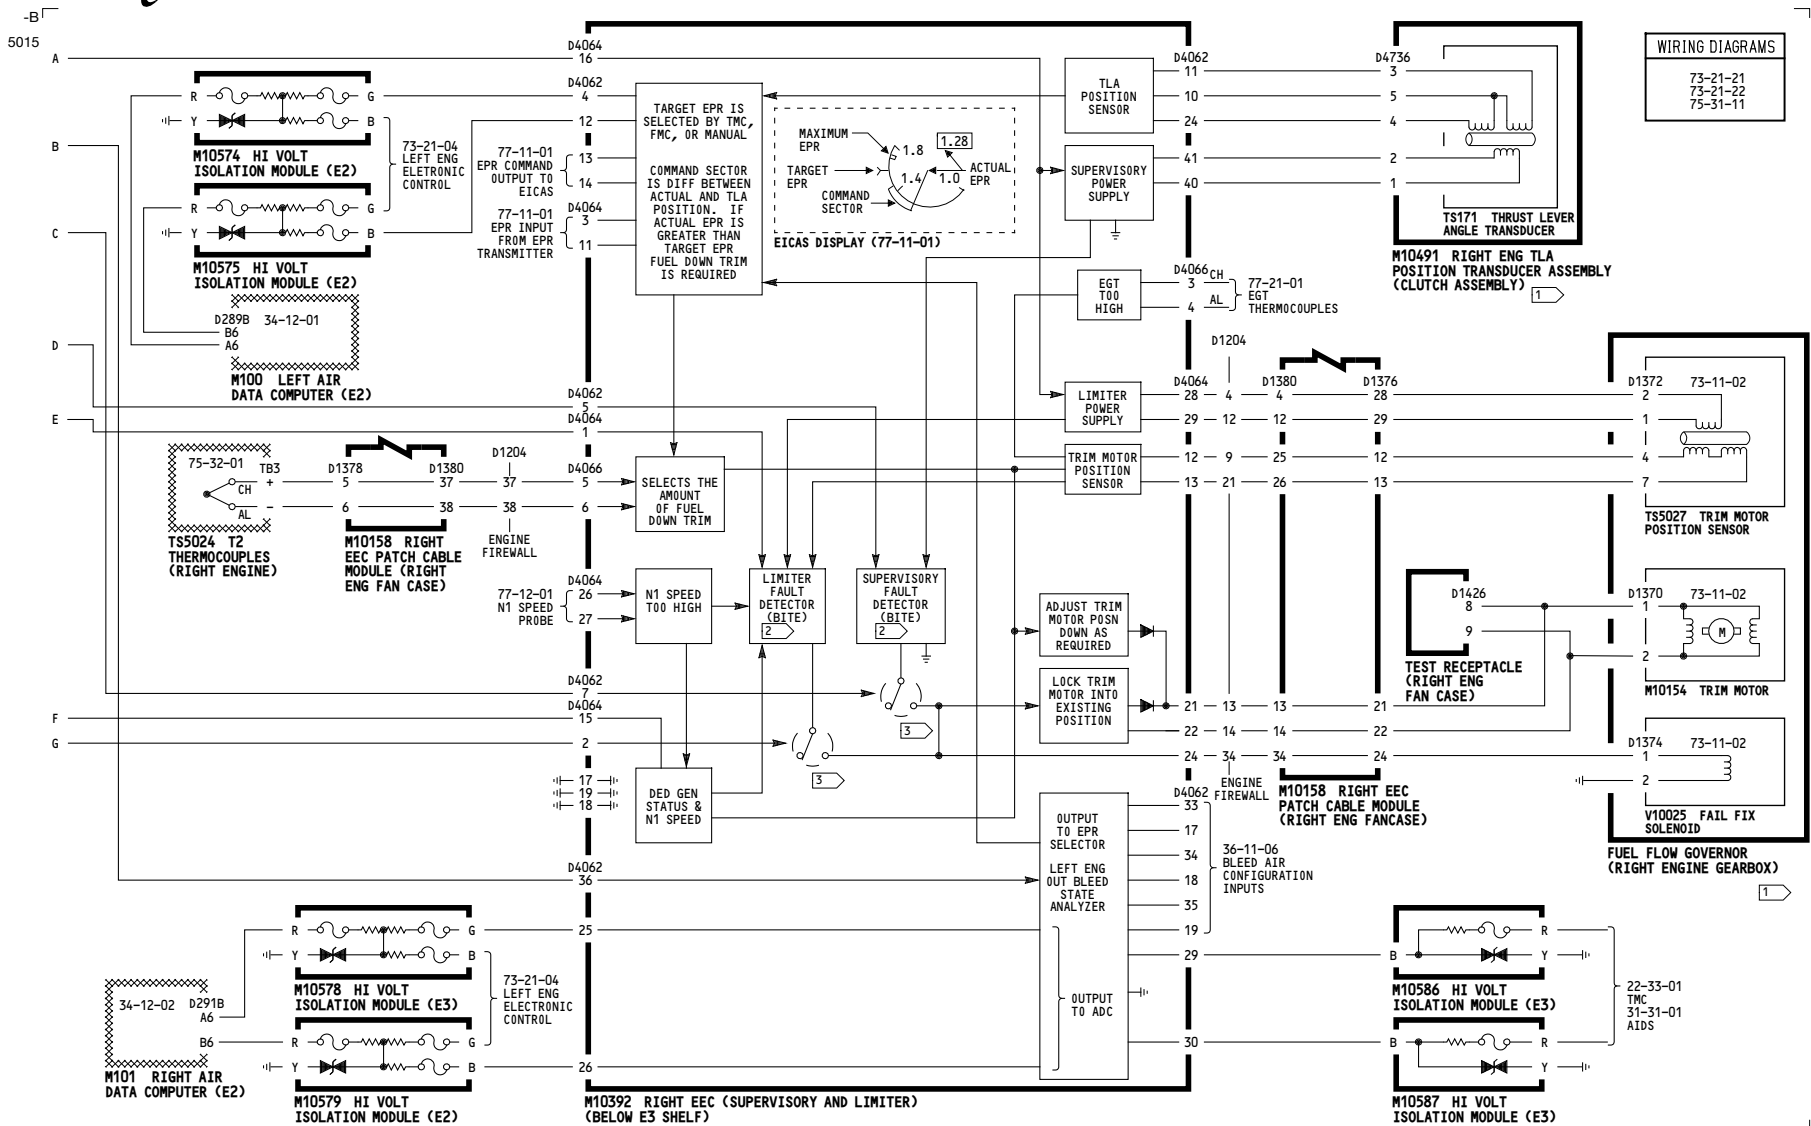 -B
5015
A
B
C
D
E
F
G
R
G
Y
B
M10574 HI VOLT
ISOLATION MODULE (E2)
R
G
Y
B
M10575 HI VOLT
ISOLATION MODULE (E2)
73-21-04
LEFT ENG
ELETRONIC
CONTROL
D289B 34-12-01
B6
A6
M100 LEFT AIR
DATA COMPUTER (E2)
D4064
16
D4062
4
12
77-11-01
EPR COMMAND
OUTPUT TO
EICAS
13
14
77-11-01
EPR INPUT
FROM EPR
TRANSMITTER
D4064
3
11
TARGET EPR IS
SELECTED BY TMC,
FMC, OR MANUAL
COMMAND SECTOR
IS DIFF BETWEEN
ACTUAL AND TLA
POSITION. IF
ACTUAL EPR IS
GREATER THAN
TARGET EPR
FUEL DOWN TRIM
IS REQUIRED
MAXIMUM
EPR
1.8
1.28
TARGET
EPR
1.4
1.0
ACTUAL
EPR
COMMAND
SECTOR
EICAS DISPLAY (77-11-01)
TLA
POSITION
SENSOR
SUPERVISORY
POWER
SUPPLY
D4062
11
10
24
41
40
D4736
3
5
4
2
1
TS171 THRUST LEVER
ANGLE TRANSDUCER
M10491 RIGHT ENG TLA
POSITION TRANSDUCER ASSEMBLY
(CLUTCH ASSEMBLY)
1
WIRING DIAGRAMS
73-21-21
73-21-22
75-31-11
EGT
TOO
HIGH
D4066
3
CH
4
AL
77-21-01
EGT
THERMOCOUPLES
D4062
5
D4064
1
75-32-01
TB3
CH
+
AL
-
TS5024 T2
THERMOCOUPLES
(RIGHT ENGINE)
D1378
5
6
D1380
37
38
M10158 RIGHT
EEC PATCH CABLE
MODULE (RIGHT
ENG FAN CASE)
D1204
37
38
ENGINE
FIREWALL
D4066
5
6
SELECTS THE
AMOUNT
OF FUEL
DOWN TRIM
LIMITER
POWER
SUPPLY
TRIM MOTOR
POSITION
SENSOR
D4064
28
29
12
13
D1204
4
12
9
21
D1380
4
12
25
26
D1376
28
29
12
13
D1372
2
1
4
7
73-11-02
TS5027 TRIM MOTOR
POSITION SENSOR
77-12-01
N1 SPEED
PROBE
D4064
26
27
N1 SPEED
TOO HIGH
LIMITER
FAULT
DETECTOR
(BITE)
2
SUPERVISORY
FAULT
DETECTOR
(BITE)
2
ADJUST TRIM
MOTOR POSN
DOWN AS
REQUIRED
LOCK TRIM
MOTOR INTO
EXISTING
POSITION
D1426
8
9
TEST RECEPTACLE
(RIGHT ENG
FAN CASE)
D1370
1
2
73-11-02
M
M10154 TRIM MOTOR
D4062
7
D4064
15
2
3
3
21
22
24
13
14
34
ENGINE
FIREWALL
13
14
34
21
22
24
M10158 RIGHT EEC
PATCH CABLE MODULE
(RIGHT ENG FANCASE)
D1374
1
2
73-11-02
V10025 FAIL FIX
SOLENOID
FUEL FLOW GOVERNOR
(RIGHT ENGINE GEARBOX)
1
17
19
18
DED GEN
STATUS &
N1 SPEED
D4062
36
OUTPUT
TO EPR
SELECTOR
LEFT ENG
OUT BLEED
STATE
ANALYZER
OUTPUT
TO ADC
D4062
33
17
34
18
35
19
36-11-06
BLEED AIR
CONFIGURATION
INPUTS
29
30
R
G
Y
B
M10578 HI VOLT
ISOLATION MODULE (E3)
R
G
Y
B
M10579 HI VOLT
ISOLATION MODULE (E2)
73-21-04
LEFT ENG
ELECTRONIC
CONTROL
25
26
34-12-02 D291B
A6
B6
M101 RIGHT AIR
DATA COMPUTER (E2)
M10392 RIGHT EEC (SUPERVISORY AND LIMITER)
(BELOW E3 SHELF)
R
B
Y
M10586 HI VOLT
ISOLATION MODULE (E3)
B
R
Y
M10587 HI VOLT
ISOLATION MODULE (E3)
22-33-01
TMC
31-31-01
AIDS